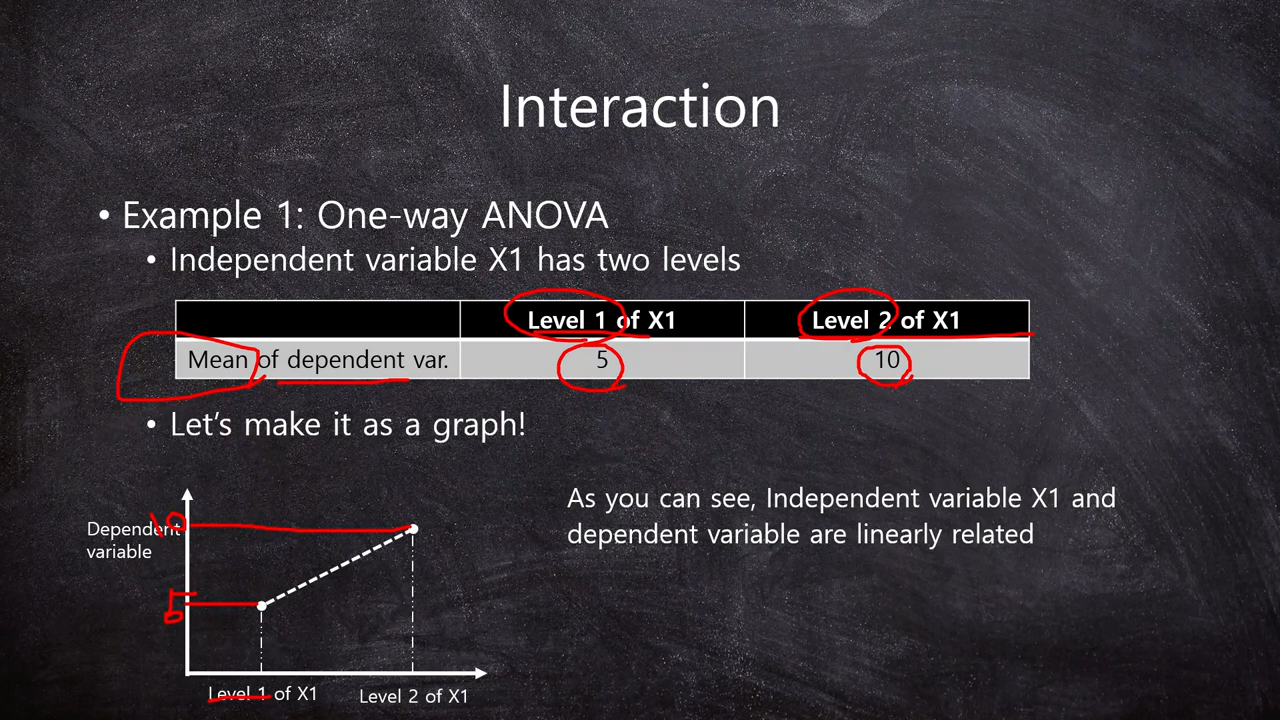 Interaction
• Example 1: One-way ANOVA
• Independent variable X1 has two levels
Level 1 of X1 Level 2 of X1
Mean of dependent var. 5 10
• Let's make it as a graph!
As you can see, Independent variable X1 and
dependent variable are linearly related
Dependent 10
variable
5
Level 1 of X1 Level 2 of X1